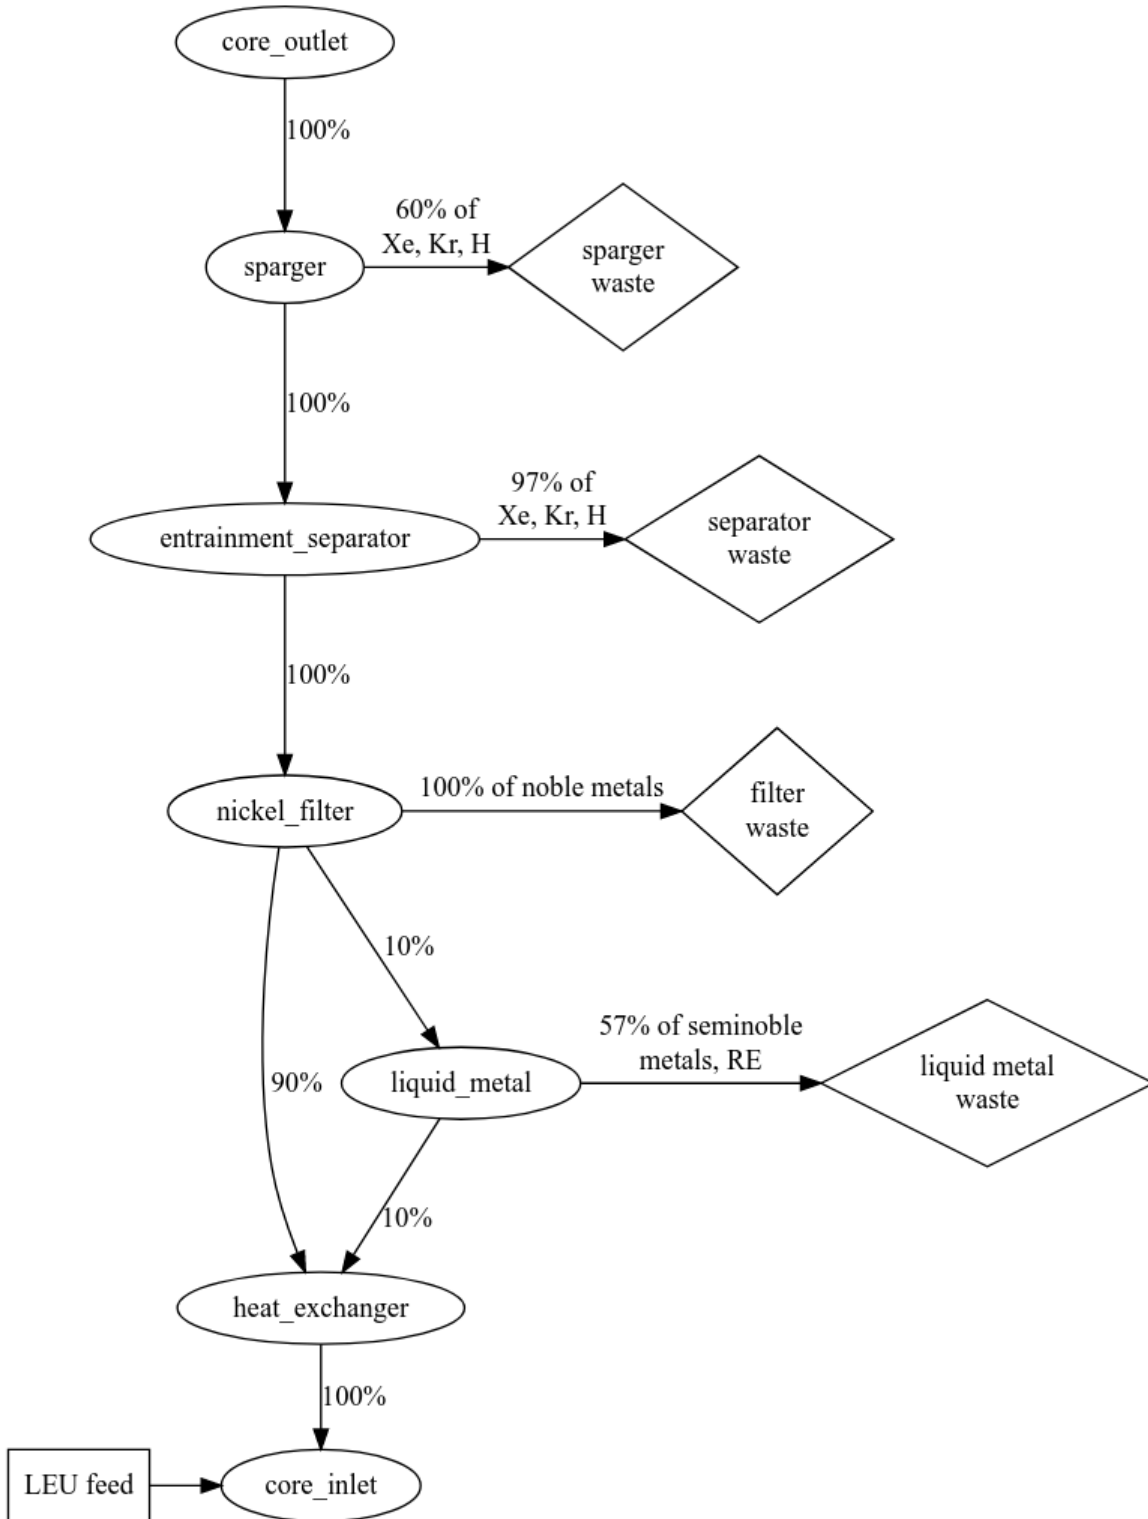 core_outlet
100%
60% of
Xe, Kr, H
sparger
sparger
waste
100%
97% of
Xe, Kr, H
entrainment_separator
separator
waste
100%
100% of noble metals
nickel_filter
filter
waste
10%
57% of seminoble
metals, RE
90%
liquid_metal
liquid metal
waste
10%
heat_exchanger
100%
LEU feed
core_inlet